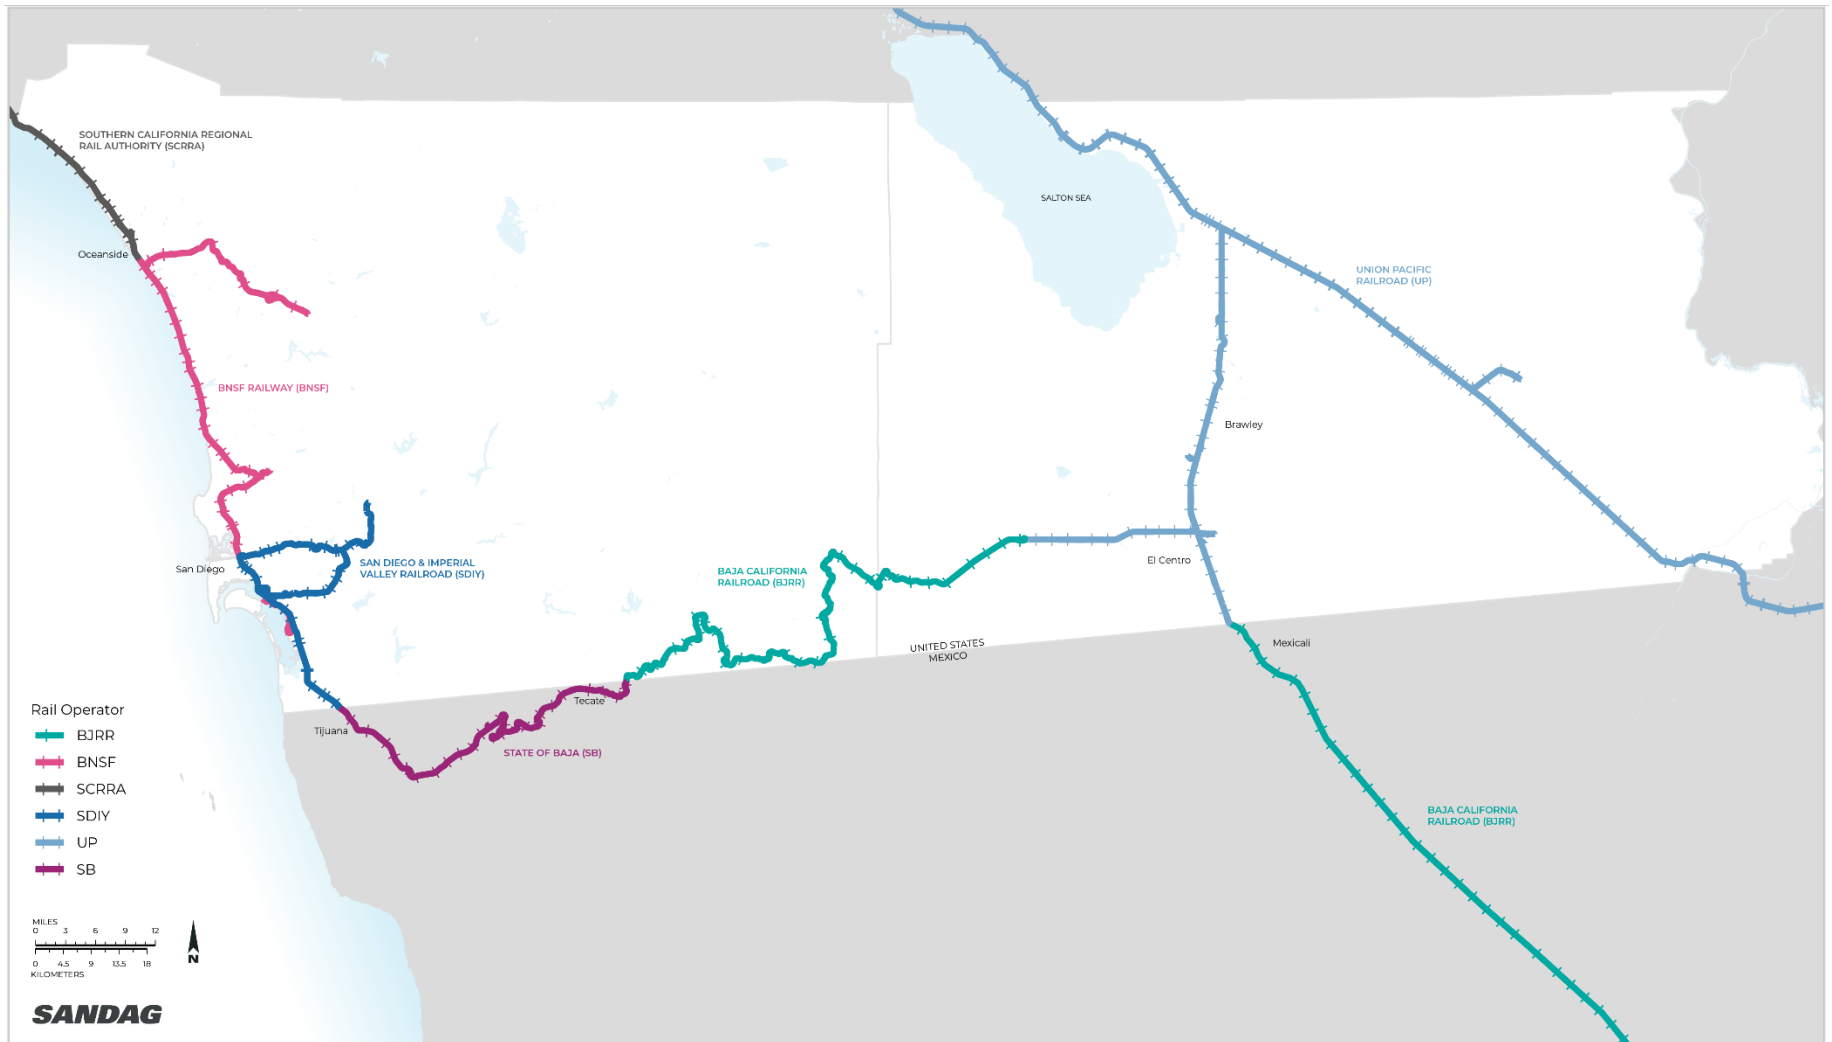 SOUTHERN CALIFORNIA REGIONAL
RAIL AUTHORITY (SCRRA)
SALTON SEA
Oceanside
UNION PACIFIC
RAILROAD (UP)
BNSF RAILWAY (BNSF)
Brawley
San Diego
SAN DIEGO & IMPERIAL
VALLEY RAILROAD (SDIY)
BAJA CALIFORNIA
RAILROAD (BJRR)
El Centro
UNITED STATES
MEXICO
Mexicali
Tecate
Tijuana
STATE OF BAJA (SB)
BAJA CALIFORNIA
RAILROAD (BJRR)
Rail Operator
BJRR
BNSF
SCRRA
SDIY
UP
SB
MILES
0 3 6 9 12
0 4.5 9 13.5 18
KILOMETERS
N
SANDAG